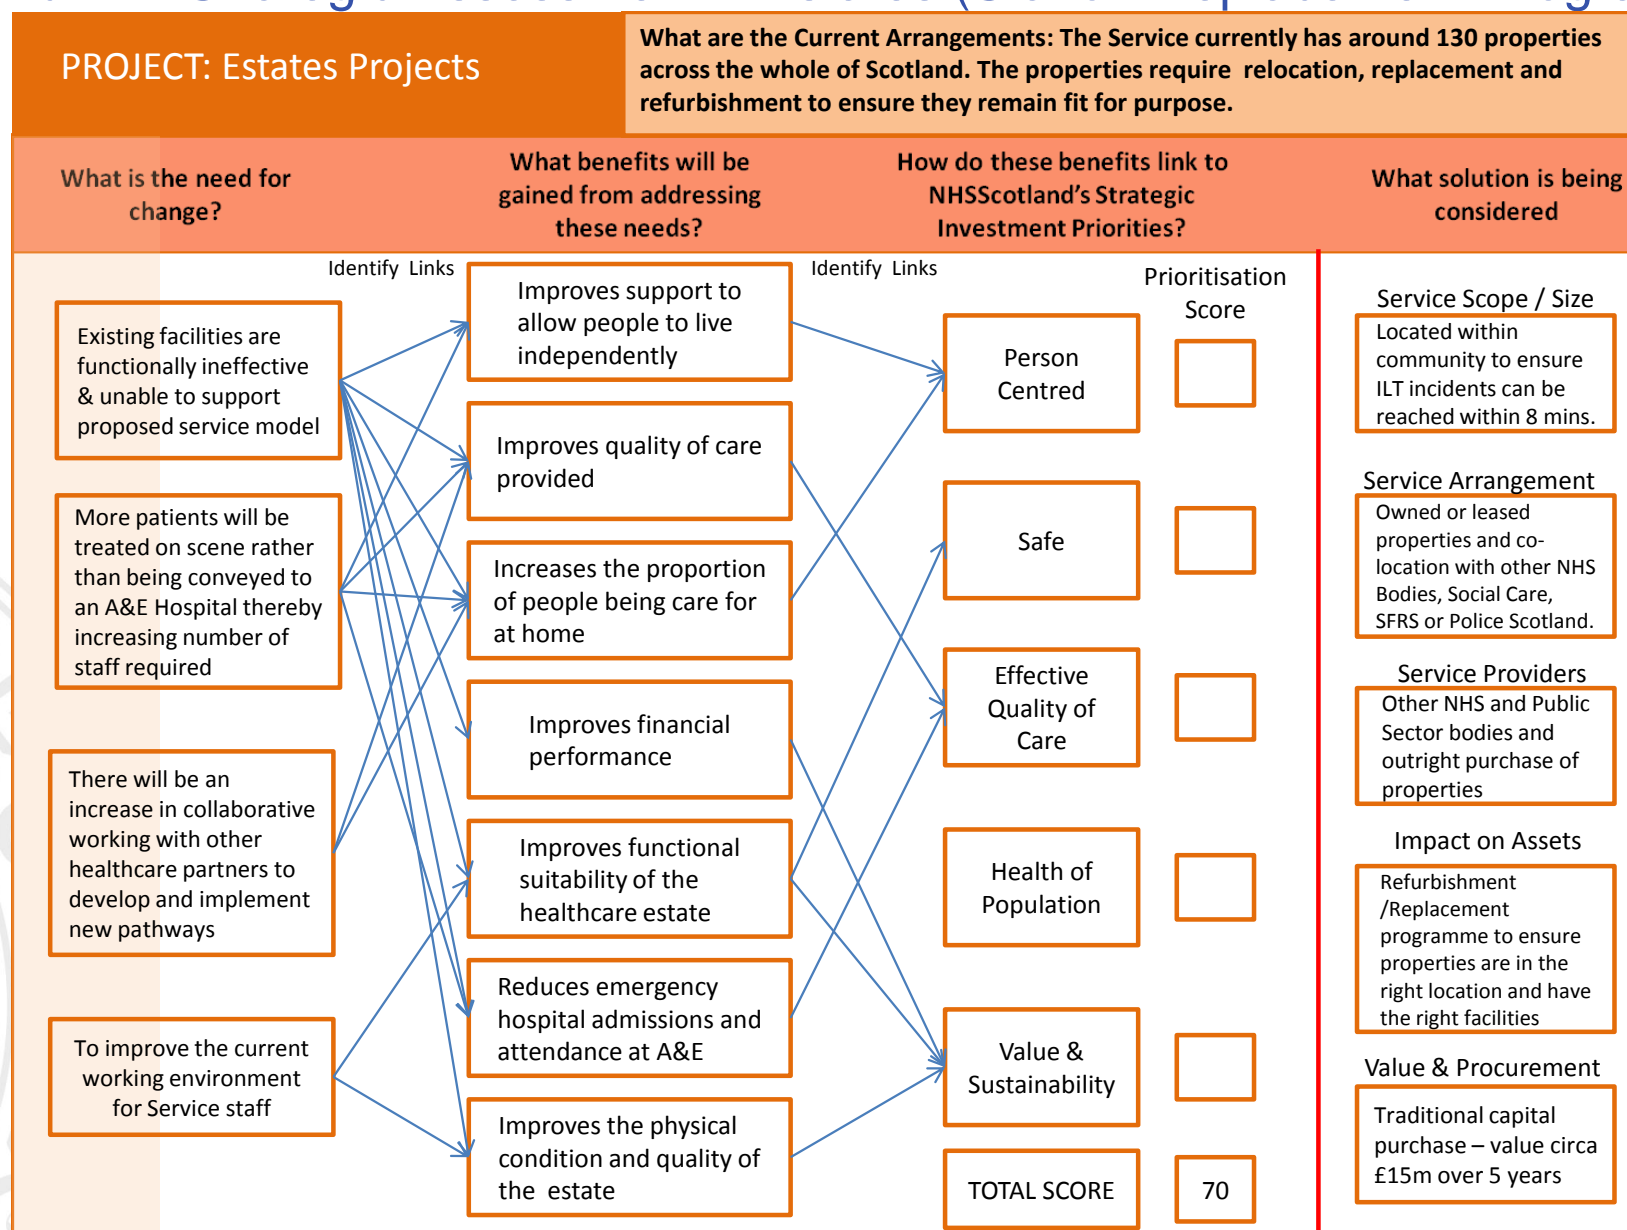 PROJECT: Estates Projects
What are the Current Arrangements: The Service currently has around 130 properties
across the whole of Scotland. The properties require relocation, replacement and
refurbishment to ensure they remain fit for purpose.
What is the need for
change?
What benefits will be
gained from addressing
these needs?
How do these benefits link to
NHSScotland's Strategic
Investment Priorities?
What solution is being
considered
Identify Links
Identify Links
Prioritisation
Score
Existing facilities are
functionally ineffective
& unable to support
proposed service model
More patients will be
treated on scene rather
than being conveyed to
an A&E Hospital thereby
increasing number of
staff required
There will be an
increase in collaborative
working with other
healthcare partners to
develop and implement
new pathways
To improve the current
working environment
for Service staff
Improves support to
allow people to live
independently
Improves quality of care
provided
Increases the proportion
of people being care for
at home
Improves financial
performance
Improves functional
suitability of the
healthcare estate
Reduces emergency
hospital admissions and
attendance at A&E
Improves the physical
condition and quality of
the estate
Person
Centred
Safe
Effective
Quality of
Care
Health of
Population
Value &
Sustainability
TOTAL SCORE
70
Service Scope / Size
Located within
community to ensure
ILT incidents can be
reached within 8 mins.
Service Arrangement
Owned or leased
properties and co-
location with other NHS
Bodies, Social Care,
SFRS or Police Scotland.
Service Providers
Other NHS and Public
Sector bodies and
outright purchase of
properties
Impact on Assets
Refurbishment
/Replacement
programme to ensure
properties are in the
right location and have
the right facilities
Value & Procurement
Traditional capital
purchase – value circa
£15m over 5 years